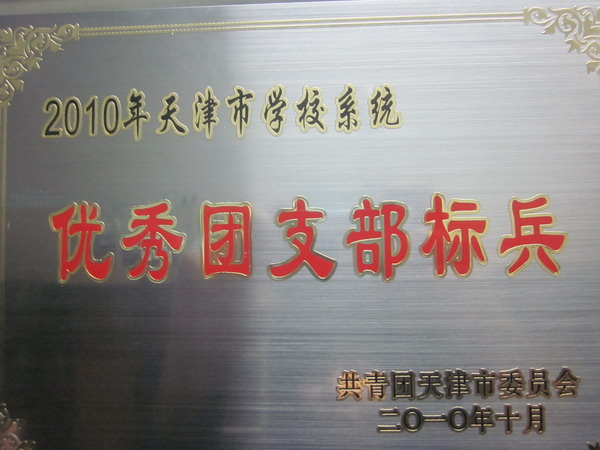 2010年天津市学校系统
优秀团支部标兵
共青团天津市委员会
二〇一〇年十月